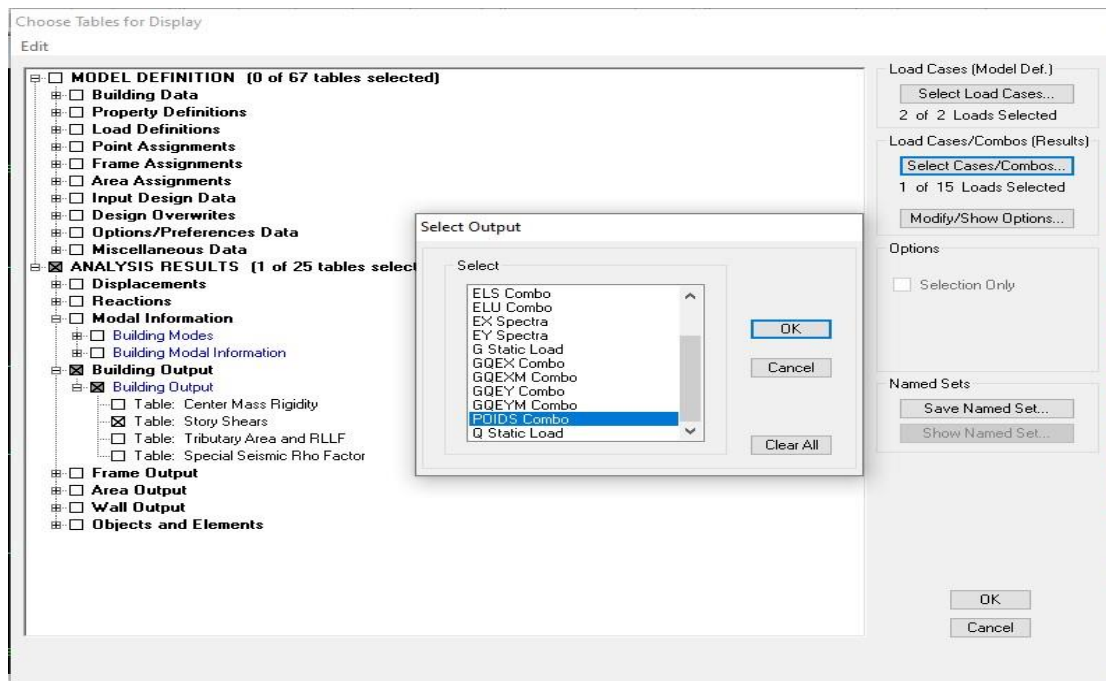 Choose Tables for Display
Edit
MODEL DEFINITION (0 of 67 tables selected)
Building Data
Property Definitions
Load Definitions
Point Assignments
Frame Assignments
Area Assignments
Input Design Data
Design Overwrites
Options/Preferences Data
Miscellaneous Data
ANALYSIS RESULTS (1 of 25 tables select
Displacements
Reactions
Modal Information
Building Modes
Building Modal Information
Building Output
Building Output
Table: Center Mass Rigidity
Table: Story Shears
Table: Tributary Area and RLLF
Table: Special Seismic Rho Factor
Frame Output
Area Output
Wall Output
Objects and Elements
Select Output
Select
ELS Combo
ELU Combo
EX Spectra
EY Spectra
G Static Load
GQEX Combo
GQEXM Combo
GQEY Combo
GQEYM Combo
POIDS Combo
Q Static Load
OK
Cancel
Clear All
Load Cases (Model Def.)
Select Load Cases...
2 of 2 Loads Selected
Load Cases/Combos (Results)
Select Cases/Combos...
1 of 15 Loads Selected
Modify/Show Options...
Options
Selection Only
Named Sets
Save Named Set...
Show Named Set...
OK
Cancel